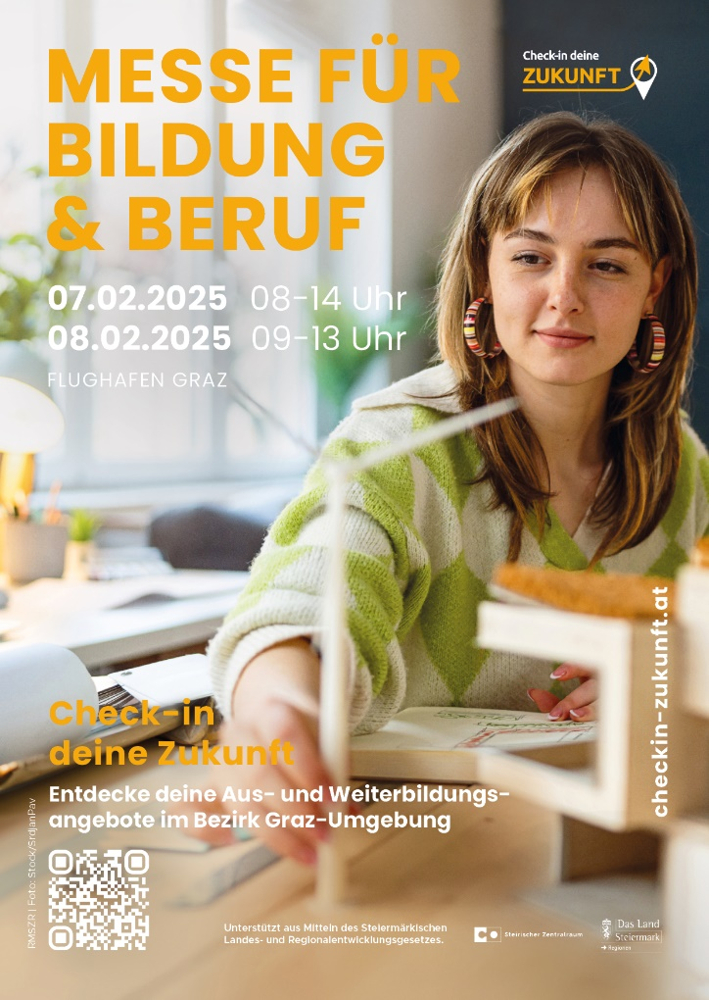 MESSE FÜR
BILDUNG
& BERUF
Check-in deine
ZUKUNFT
07.02.2025 08-14 Uhr
08.02.2025 09-13 Uhr
FLUGHAFEN GRAZ
checkin-zukunft.at
Check-in
deine Zukunft
Entdecke deine Aus- und Weiterbildungs-
angebote im Bezirk Graz-Umgebung
RMSZR | Foto: Stock/SrdjanPav
Unterstützt aus Mitteln des Steiermärkischen
Landes- und Regionalentwicklungsgesetzes.
Steirischer Zentralraum
Das Land
Steiermark
→ Regionen